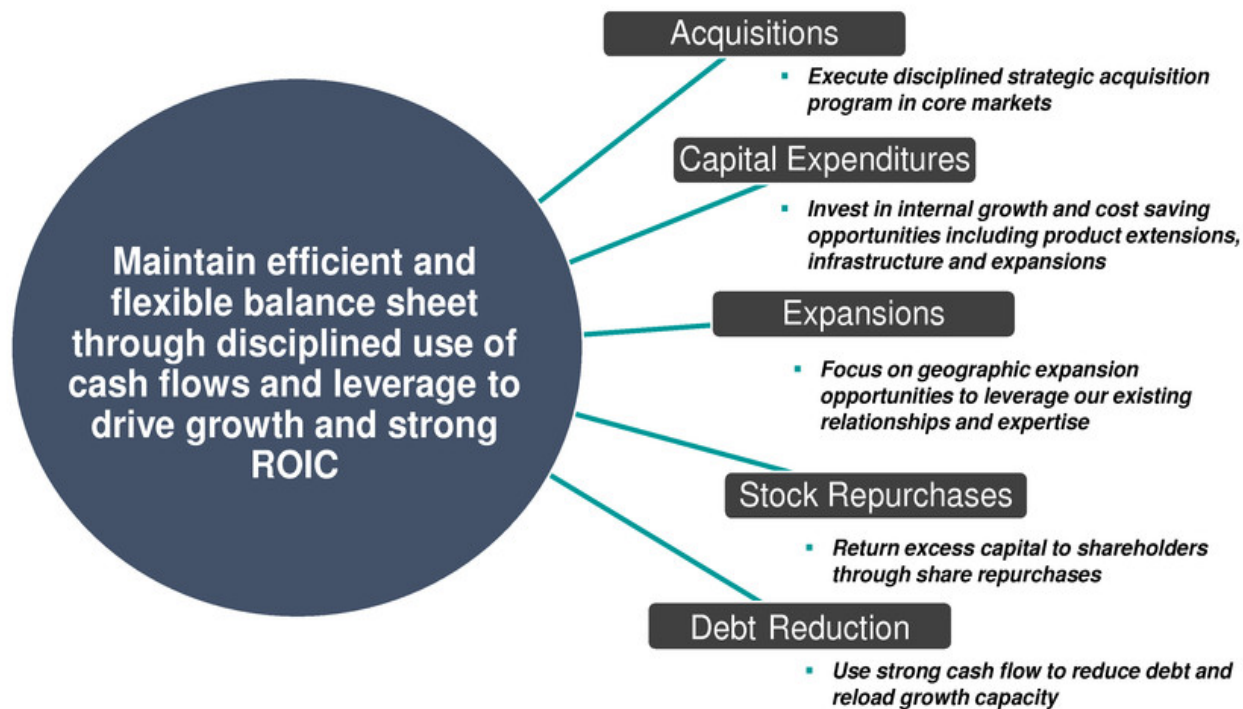 Maintain efficient and
flexible balance sheet
through disciplined use of
cash flows and leverage to
drive growth and strong
ROIC
Acquisitions
▪ Execute disciplined strategic acquisition
program in core markets
Capital Expenditures
▪ Invest in internal growth and cost saving
opportunities including product extensions,
infrastructure and expansions
Expansions
▪ Focus on geographic expansion
opportunities to leverage our existing
relationships and expertise
Stock Repurchases
▪ Return excess capital to shareholders
through share repurchases
Debt Reduction
▪ Use strong cash flow to reduce debt and
reload growth capacity